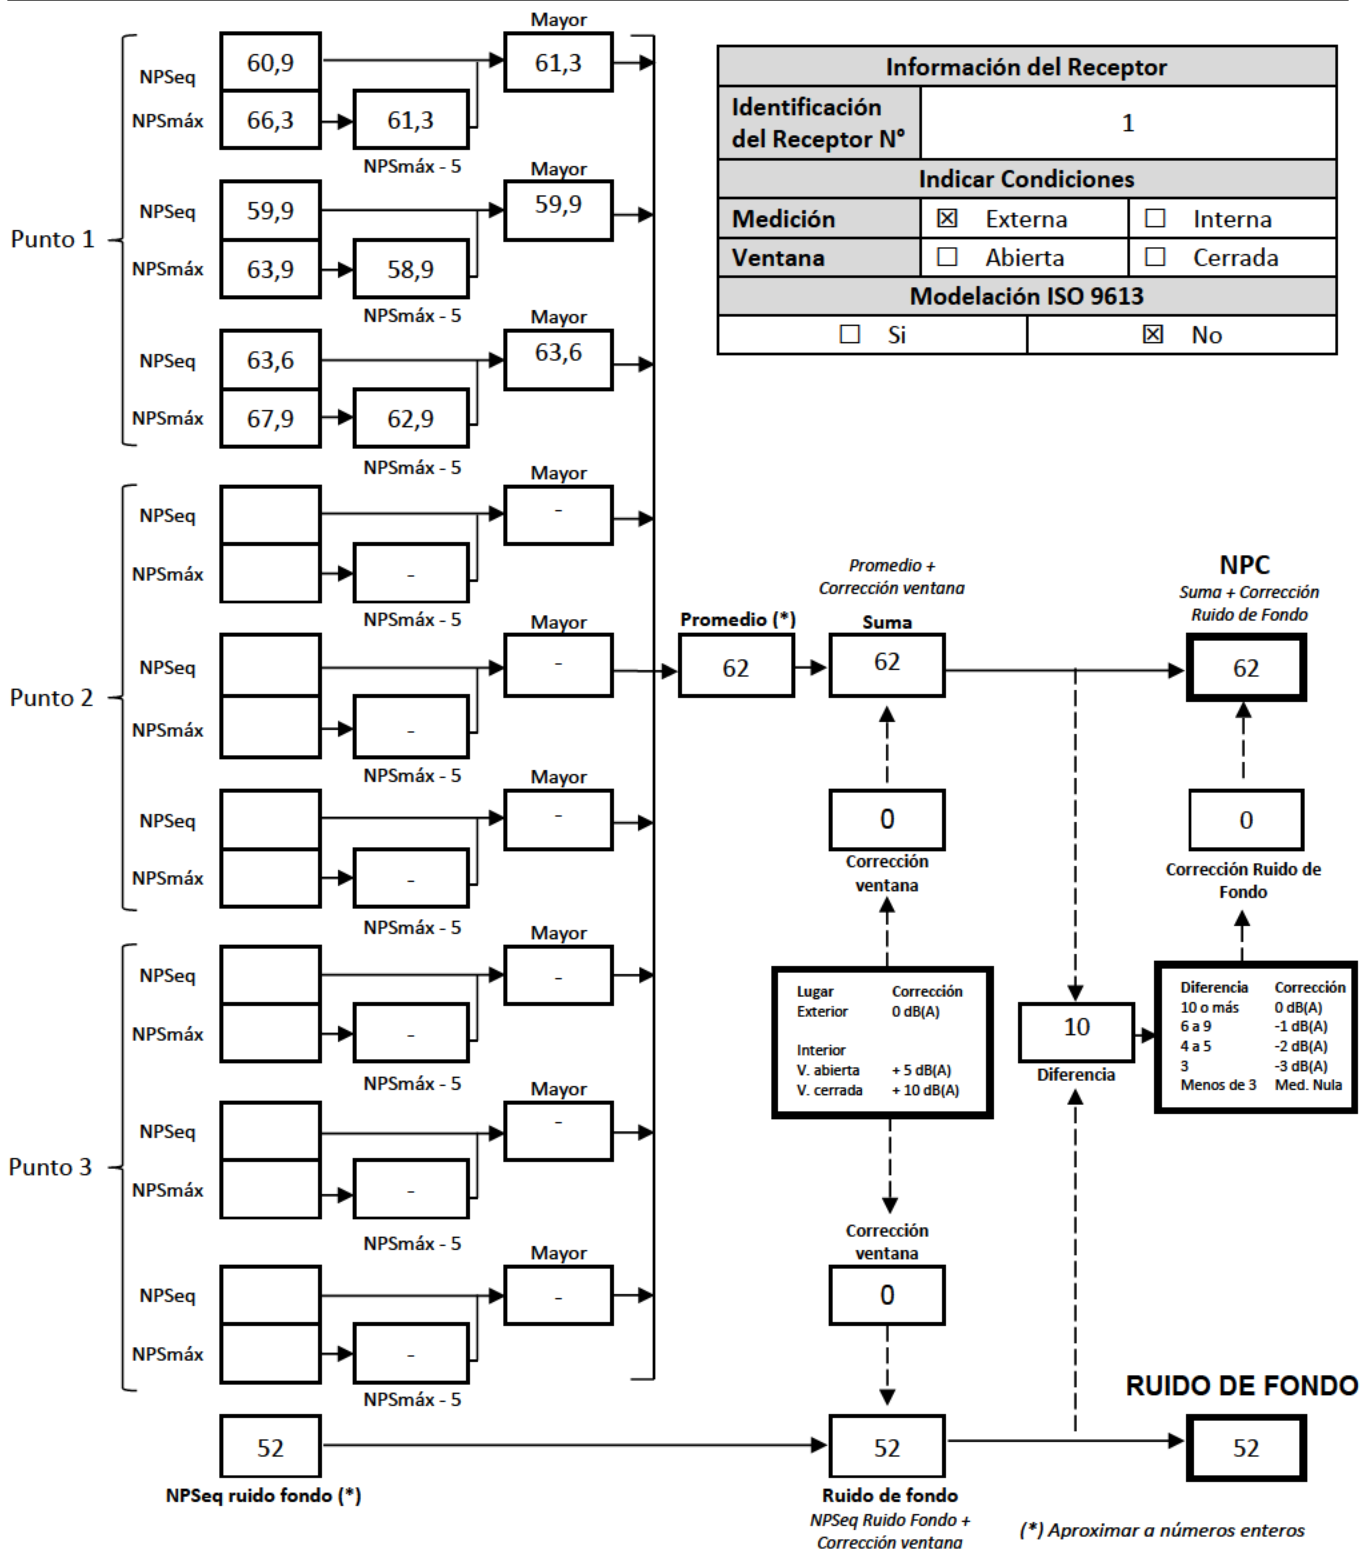 Mayor
NPSeq 60,9 61,3
NPSmáx 66,3 61,3
NPSmáx - 5
Mayor
NPSeq 59,9 59,9
Punto 1
NPSmáx 63,9 58,9
NPSmáx - 5
Mayor
NPSeq 63,6 63,6
NPSmáx 67,9 62,9
NPSmáx - 5
Información del Receptor
Identificación
del Receptor N° 1
Indicar Condiciones
Medición ☒ Externa ☐ Interna
Ventana ☐ Abierta ☐ Cerrada
Modelación ISO 9613
☐ Si ☒ No
Mayor
NPSeq -
NPSmáx -
NPSmáx - 5
Mayor
NPSeq -
Punto 2
NPSmáx -
NPSmáx - 5
Mayor
NPSeq -
NPSmáx -
NPSmáx - 5
Mayor
NPSeq -
NPSmáx -
NPSmáx - 5
Mayor
NPSeq -
Punto 3
NPSmáx -
NPSmáx - 5
Mayor
NPSeq -
NPSmáx -
NPSmáx - 5
52
NPSeq ruido fondo (*)
Promedio (*)
62
Promedio +
Corrección ventana
Suma
62
0
Corrección
ventana
Lugar Corrección
Exterior 0 dB(A)
Interior
V. abierta + 5 dB(A)
V. cerrada + 10 dB(A)
Corrección
ventana
0
52
Ruido de fondo
NPSeq Ruido Fondo +
Corrección ventana
10
Diferencia
NPC
Suma + Corrección
Ruido de Fondo
62
0
Corrección Ruido de
Fondo
Diferencia Corrección
10 o más 0 dB(A)
6 a 9 -1 dB(A)
4 a 5 -2 dB(A)
3 -3 dB(A)
Menos de 3 Med. Nula
RUIDO DE FONDO
52
(*) Aproximar a números enteros